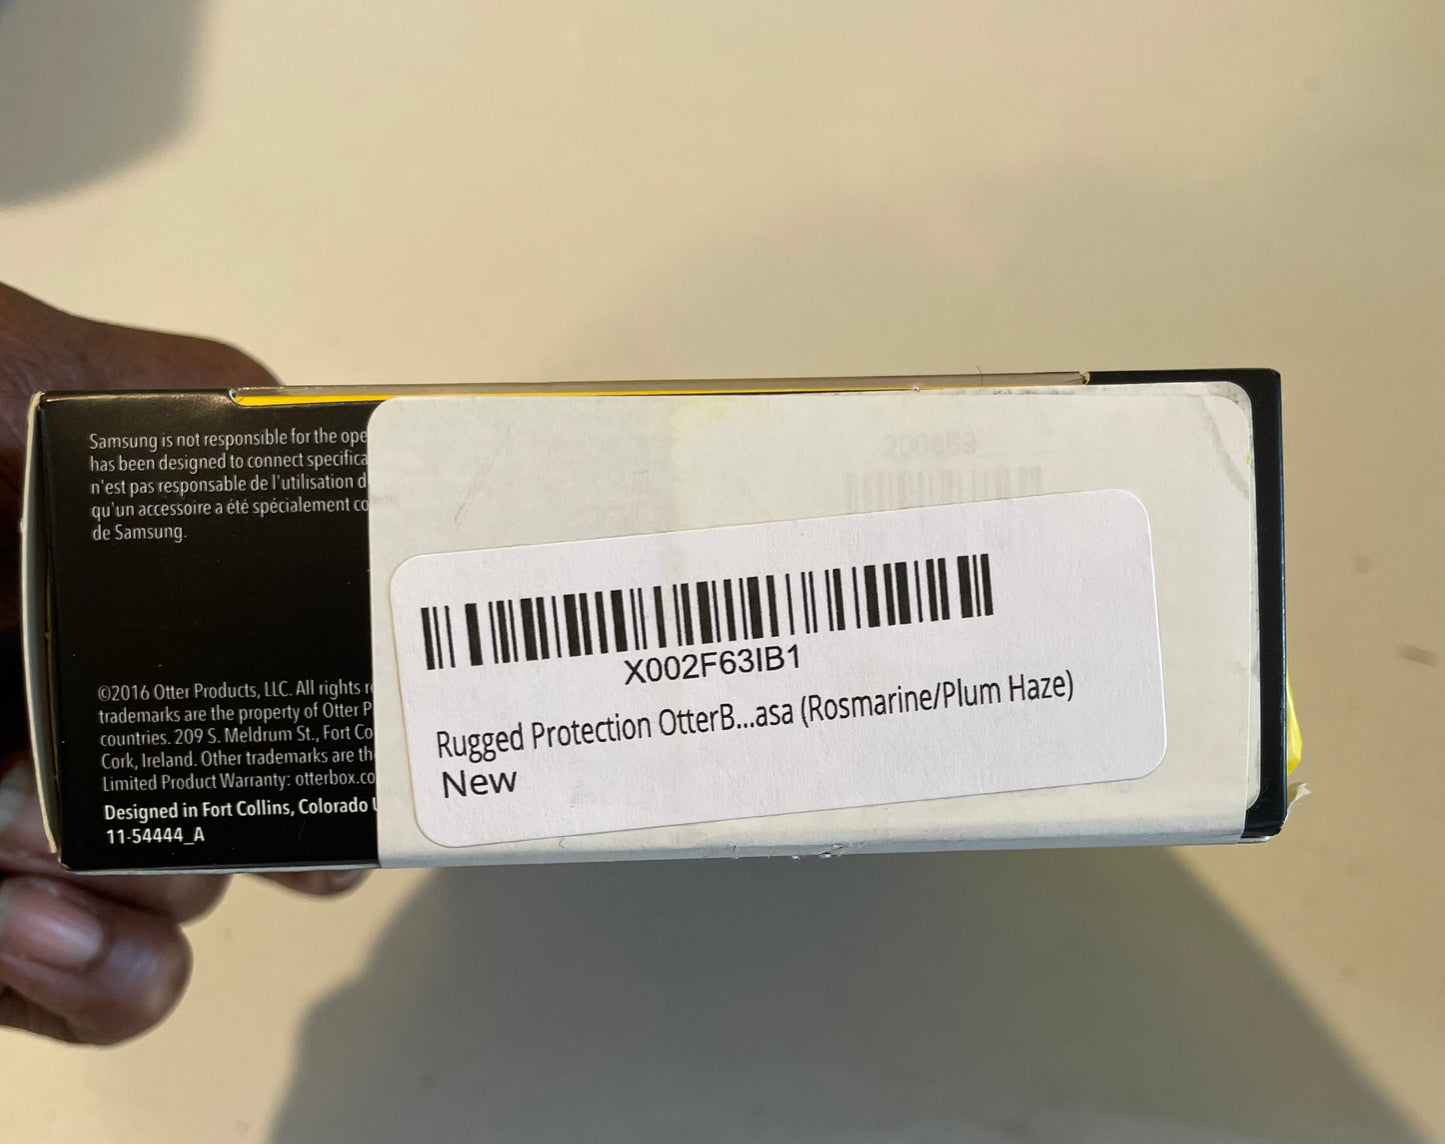 Samsung is not responsible for the ope
has been designed to connect specifica
n'est pas responsable de l'utilisation d
qu'un accessoire a été spécialement co
de Samsung.
©2016 Otter Products, LLC. All rights r
trademarks are the property of Otter P
countries. 209 S. Meldrum St., Fort Co
Cork, Ireland. Other trademarks are th
Limited Product Warranty: otterbox.co
Designed in Fort Collins, Colorado
11-54444_A
X002F63IB1
Rugged Protection OtterB...asa (Rosmarine/Plum Haze)
New